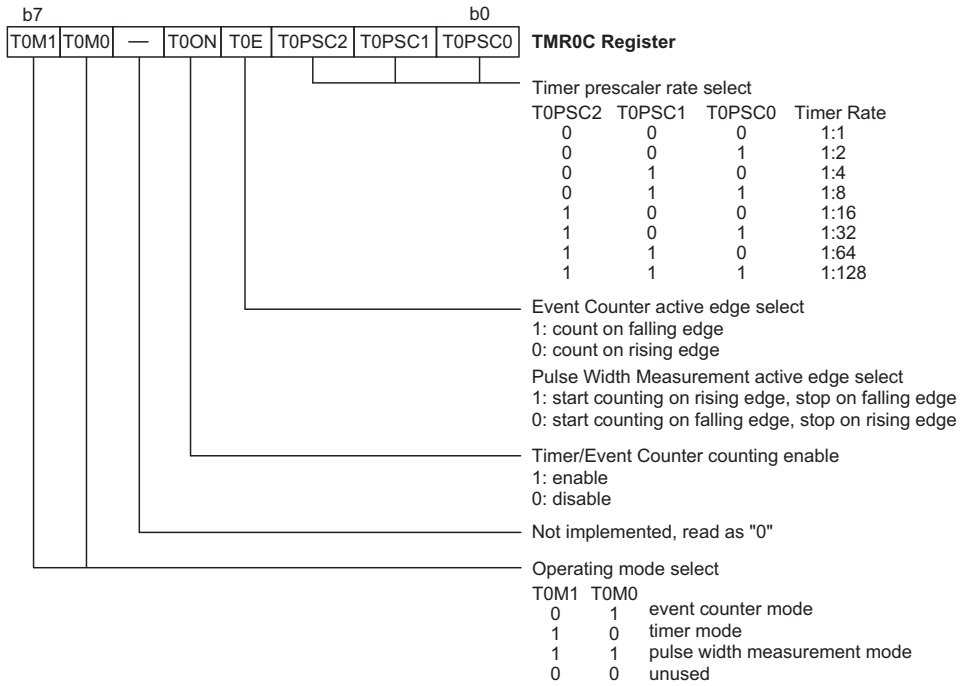 b7 b0
T0M1 T0M0 — T0ON T0E T0PSC2 T0PSC1 T0PSC0 TMR0C Register
Timer prescaler rate select
T0PSC2 T0PSC1 T0PSC0 Timer Rate
0 0 0 1:1
0 0 1 1:2
0 1 0 1:4
0 1 1 1:8
1 0 0 1:16
1 0 1 1:32
1 1 0 1:64
1 1 1 1:128
Event Counter active edge select
1: count on falling edge
0: count on rising edge
Pulse Width Measurement active edge select
1: start counting on rising edge, stop on falling edge
0: start counting on falling edge, stop on rising edge
Timer/Event Counter counting enable
1: enable
0: disable
Not implemented, read as "0"
Operating mode select
T0M1 T0M0
0 1 event counter mode
1 0 timer mode
1 1 pulse width measurement mode
0 0 unused